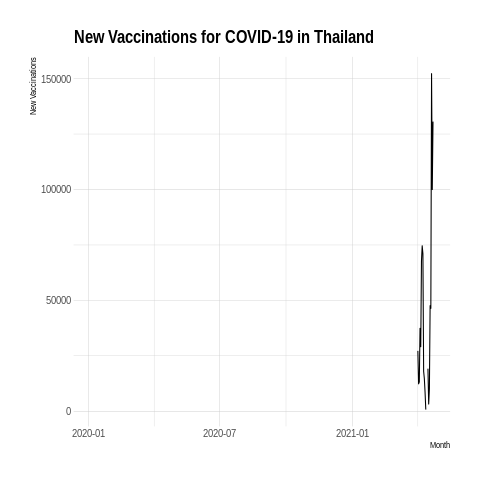 New Vaccinations for COVID-19 in Thailand
New Vaccinations
150000
100000
50000
0
2020-01
2020-07
2021-01
Month